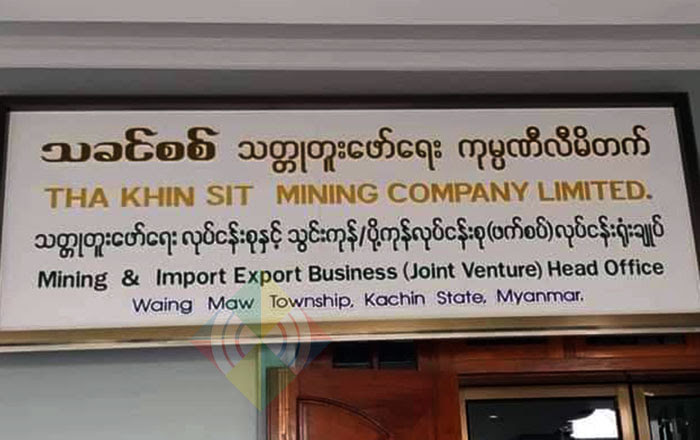 သခင်စစ် သတ္တုတူးဖော်ရေး ကုမ္ပဏီလီမိတက်
THA KHIN SIT MINING COMPANY LIMITED.
သတ္တုတူးဖော်ရေး လုပ်ငန်းစုနှင့် သွင်းကုန်/ပို့ကုန်လုပ်ငန်းစု(ဖက်စပ်)လုပ်ငန်းရုံးချုပ်
Mining & Import Export Business (Joint Venture) Head Office
Waing Maw Township, Kachin State, Myanmar.